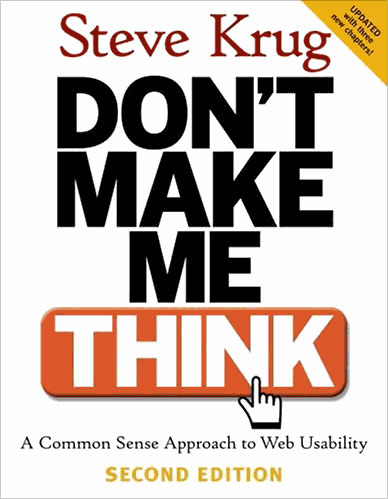 Steve Krug
UPDATED
with three
new chapters!
DON'T
MAKE
ME
THINK
A Common Sense Approach to Web Usability
SECOND EDITION